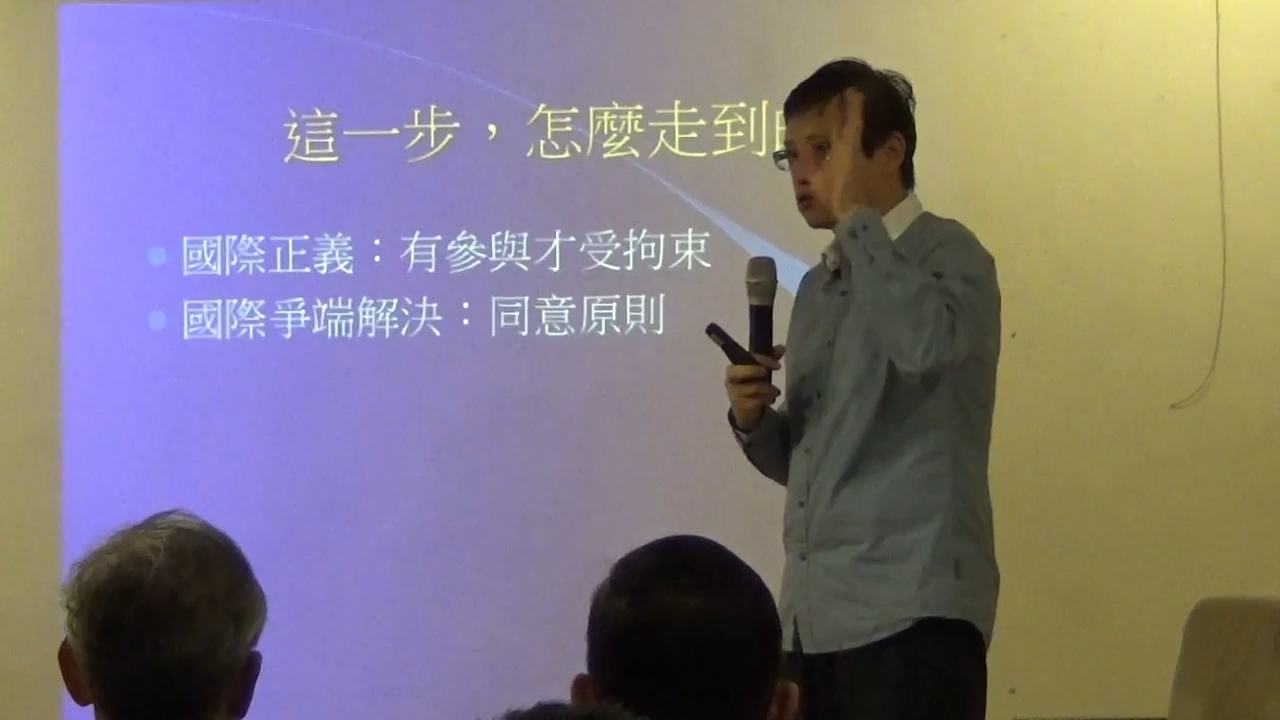 這一步，怎麼走到
國際正義：有參與才受拘束
國際爭端解決：同意原則